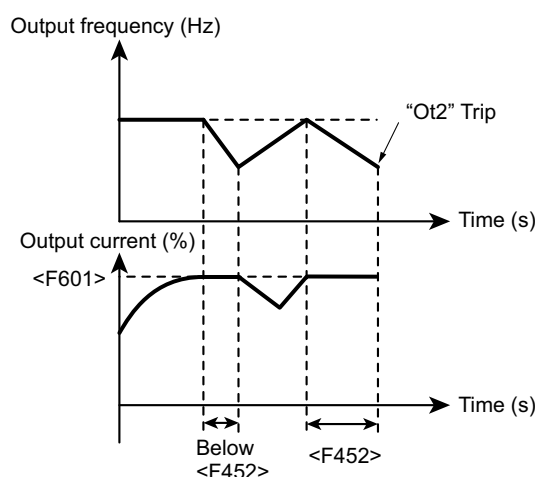 Output frequency (Hz)
“Ot2” Trip
Time (s)
Output current (%)
<F601>
Time (s)
Below
<F452>
<F452>